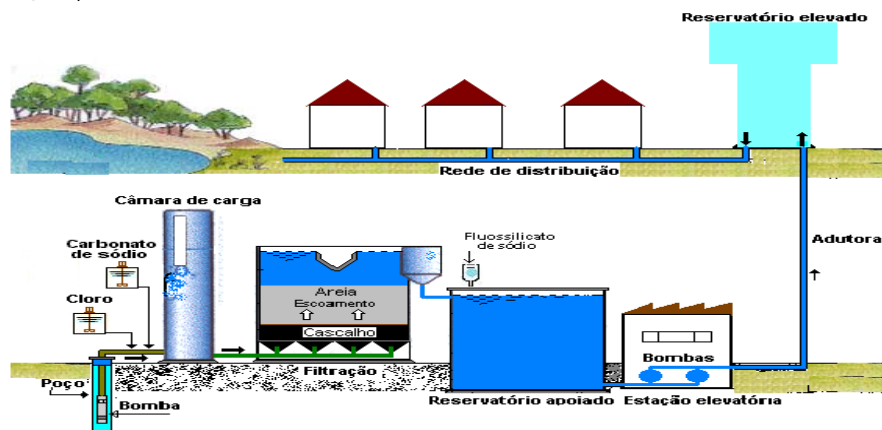 Reservatório elevado
Rede de distribuição
Câmara de carga
Carbonato
de sódio
Cloro
Fluossilicato
de sódio
Adutora
Areia
Escoamento
Cascalho
Bombas
Filtração
Poço
Bomba
Reservatório apoiado
Estação elevatória